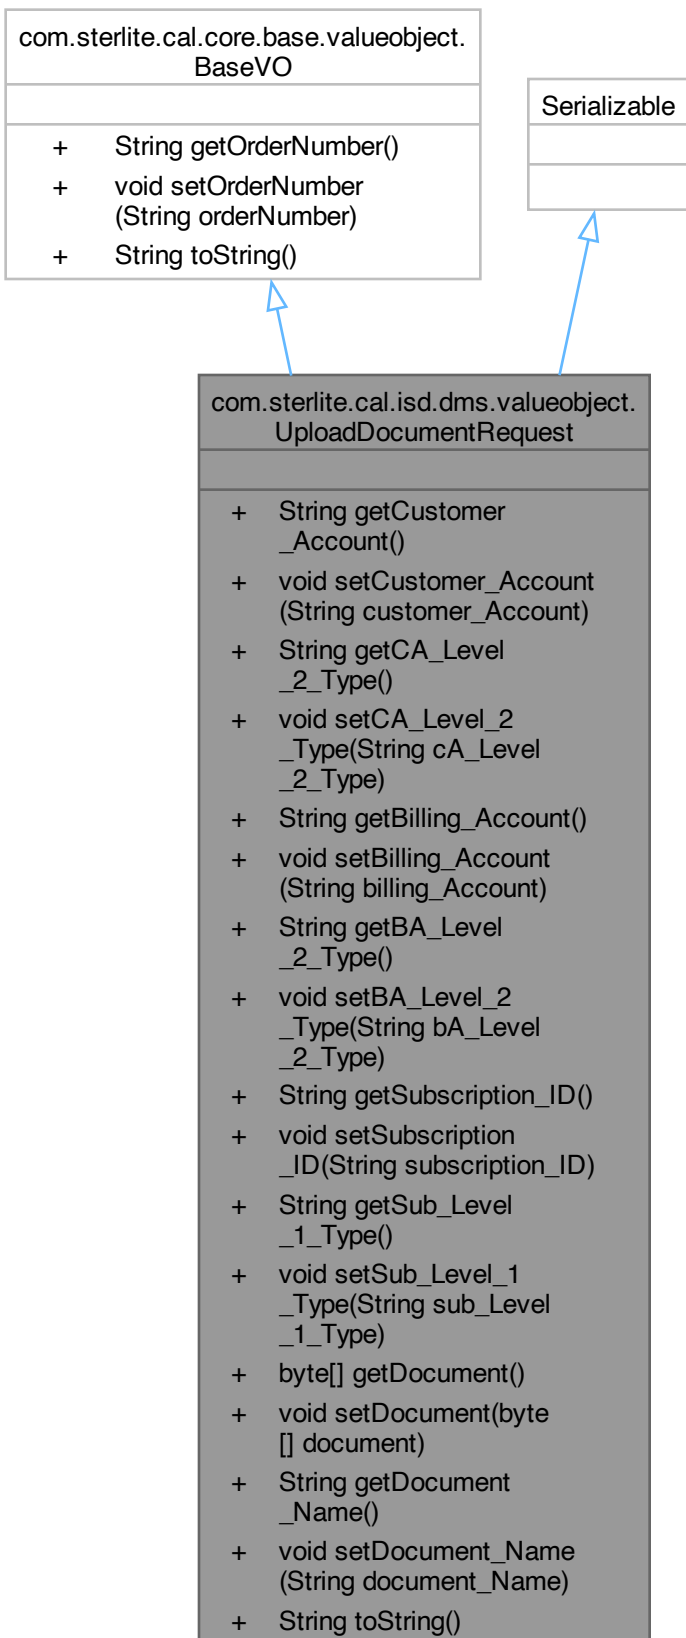 com.sterlite.cal.core.base.valueobject.
BaseVO
+ String getOrderNumber()
+ void setOrderNumber
(String orderNumber)
+ String toString()
Serializable
com.sterlite.cal.isd.dms.valueobject.
UploadDocumentRequest
+ String getCustomer
_Account()
+ void setCustomer_Account
(String customer_Account)
+ String getCA_Level
_2_Type()
+ void setCA_Level_2
_Type(String cA_Level
_2_Type)
+ String getBilling_Account()
+ void setBilling_Account
(String billing_Account)
+ String getBA_Level
_2_Type()
+ void setBA_Level_2
_Type(String bA_Level
_2_Type)
+ String getSubscription_ID()
+ void setSubscription
_ID(String subscription_ID)
+ String getSub_Level
_1_Type()
+ void setSub_Level_1
_Type(String sub_Level
_1_Type)
+ byte[] getDocument()
+ void setDocument(byte
[] document)
+ String getDocument
_Name()
+ void setDocument_Name
(String document_Name)
+ String toString()